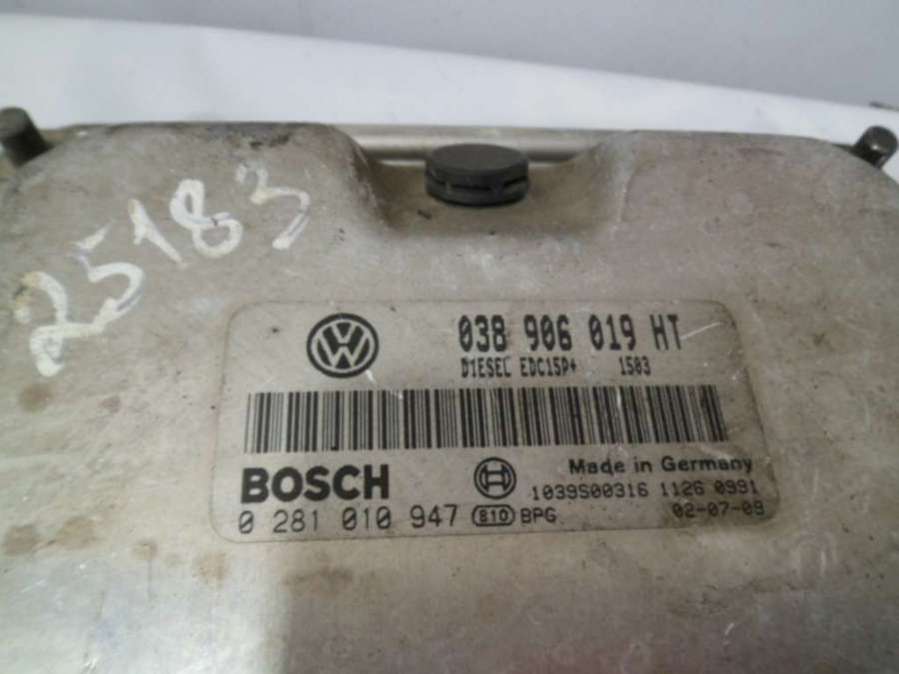 25183
038 906 019 HT
DIESEL EDC15P+ 1583
BOSCH
Made in Germany
1039S00316 1126 0991
0 281 010 947 810 BPG
02-07-09